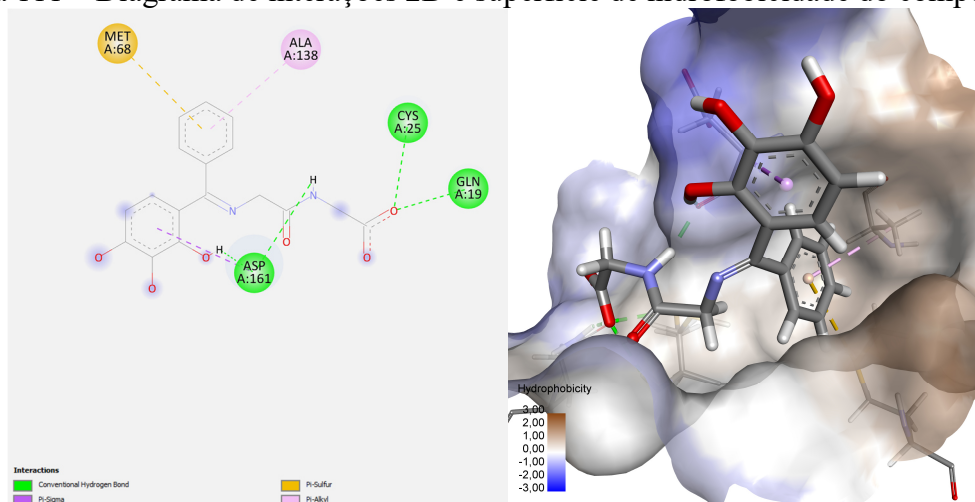 Diagrama de interações 2D e superfície de hidrofobicidade do
MET
A:68
ALA
A:138
CYS
A:25
GLN
A:19
H
N
N
O
O
O
H
O
O
O
ASP
A:161
Interactions
Conventional Hydrogen Bond
Pi-Sigma
Pi-Sulfur
Pi-Alkyl
Hydrophobicity
3,00
2,00
1,00
0,00
-1,00
-2,00
-3,00